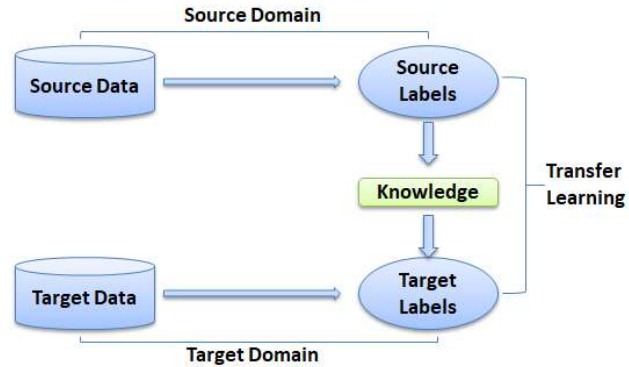 Source Domain
Source Data
Source
Labels
Knowledge
Transfer
Learning
Target Data
Target
Labels
Target Domain